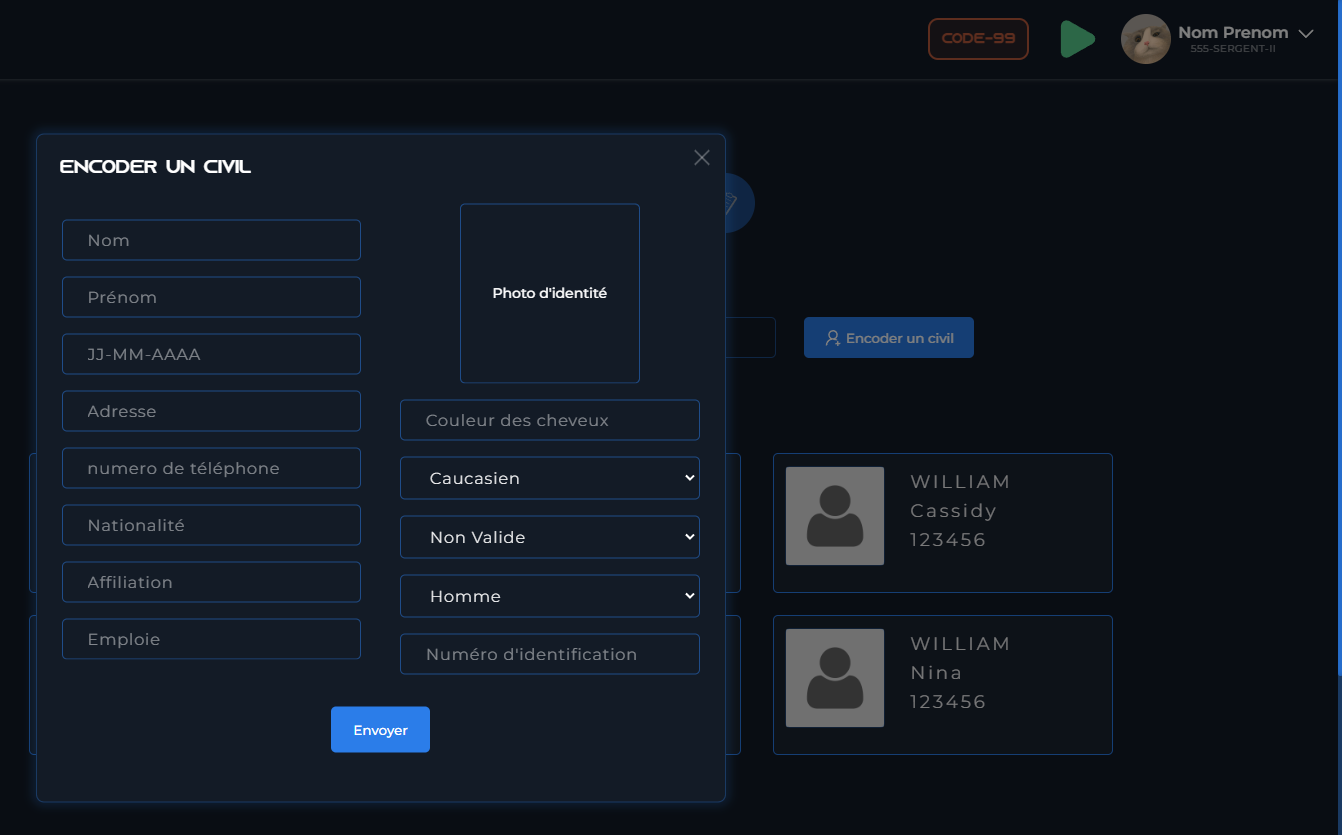 CODE-99
Nom Prenom
555-SERGENT-II
ENCODER UN CIVIL
Nom
Prénom
JJ-MM-AAAA
Adresse
numero de téléphone
Nationalité
Affiliation
Emploie
Photo d'identité
Couleur des cheveux
Caucasien
Non Valide
Homme
Numéro d'identification
Envoyer
Encoder un civil
WILLIAM
Cassidy
123456
WILLIAM
Nina
123456